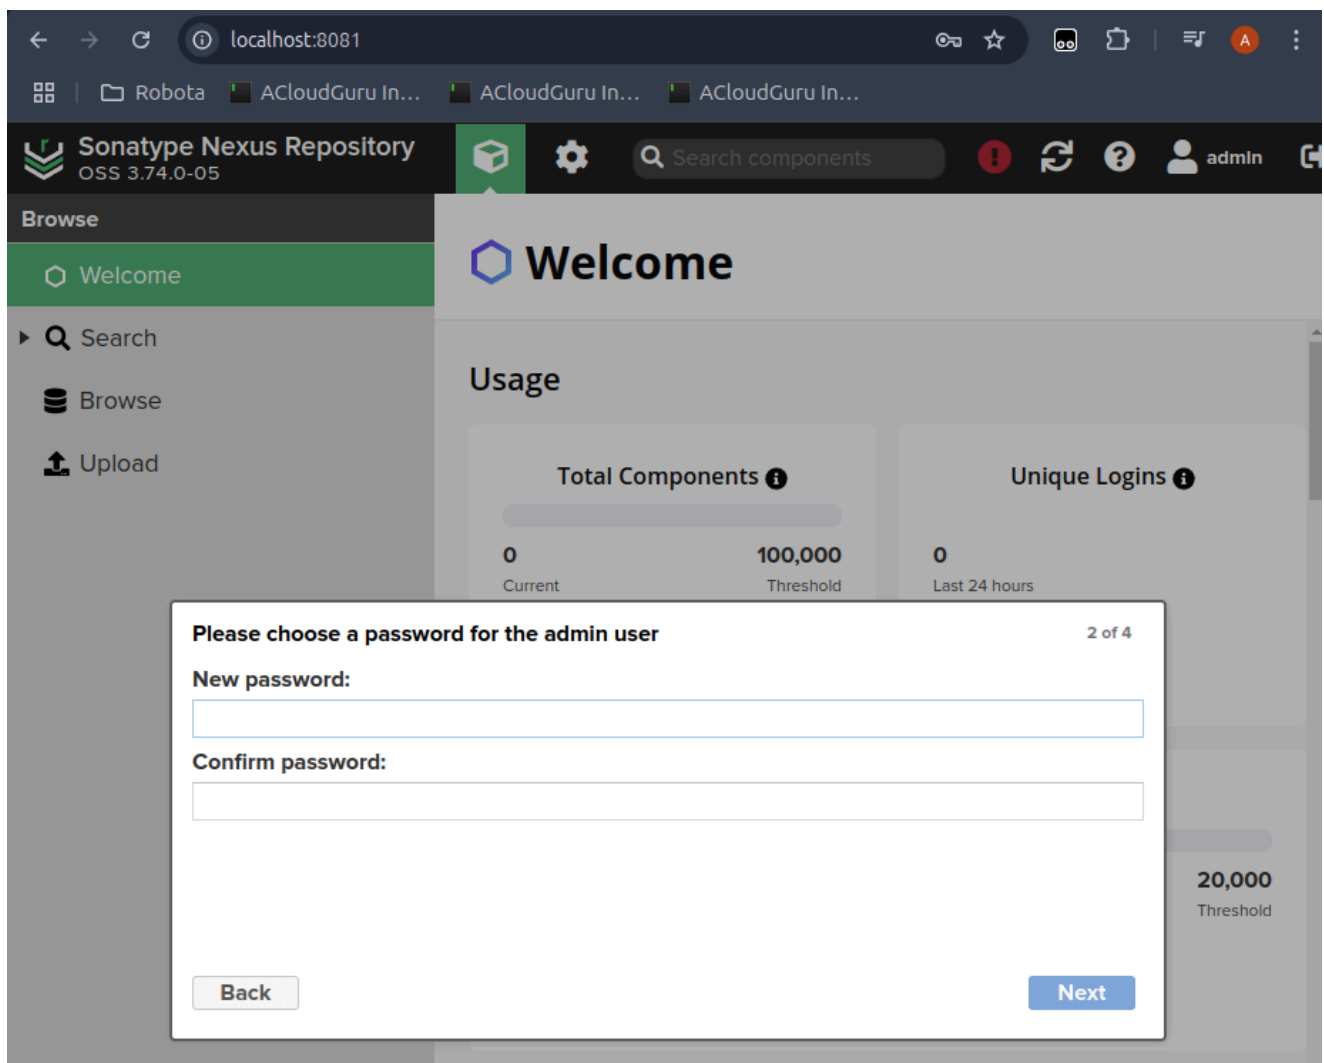 localhost:8081
A
Robota
ACloudGuru In...
ACloudGuru In...
ACloudGuru In...
Sonatype Nexus Repository
OSS 3.74.0-05
Search components
admin
Browse
Welcome
Search
Browse
Upload
Welcome
Usage
Total Components
Unique Logins
0
100,000
0
Current
Threshold
Last 24 hours
Please choose a password for the admin user
2 of 4
New password:
Confirm password:
20,000
Threshold
Back
Next